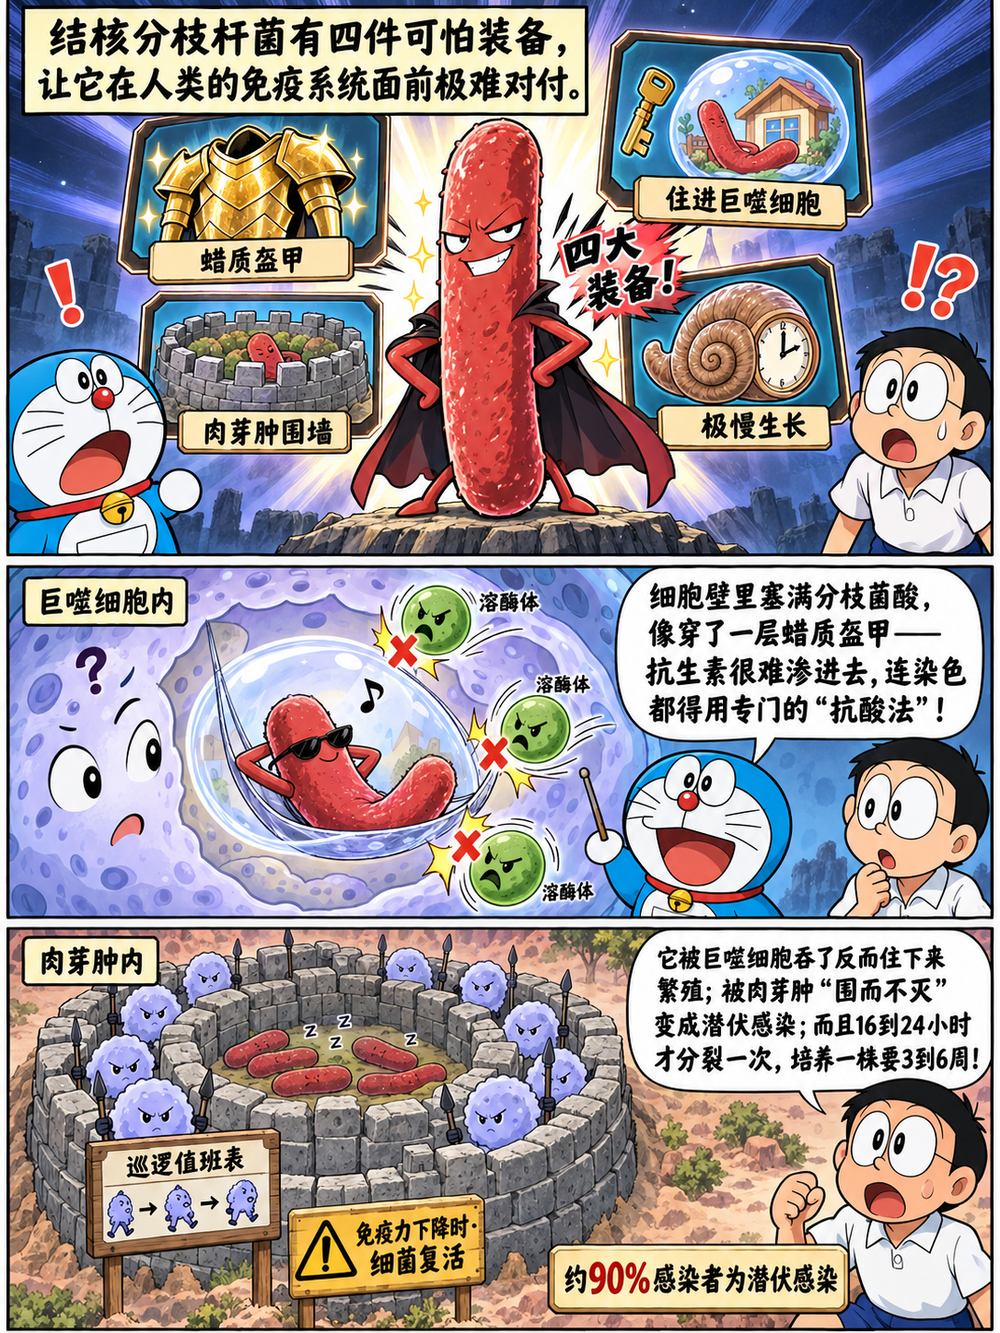 结核分枝杆菌有四件可怕装备，
让它在人类的免疫系统面前极难对付。
蜡质盔甲
住进巨噬细胞
四大
装备！
！
！？
肉芽肿围墙
极慢生长
12
3
6
9
巨噬细胞内
？
溶酶体
溶酶体
溶酶体
细胞壁里塞满分枝菌酸，
像穿了一层蜡质盔甲——
抗生素很难渗进去，连染色
都得用专门的“抗酸法”！
肉芽肿内
z z
z z
它被巨噬细胞吞了反而住下来
繁殖；被肉芽肿“围而不灭”
变成潜伏感染；而且16到24小时
才分裂一次，培养一株要3到6周！
巡逻值班表
免疫力下降时·
细菌复活
约90%感染者为潜伏感染